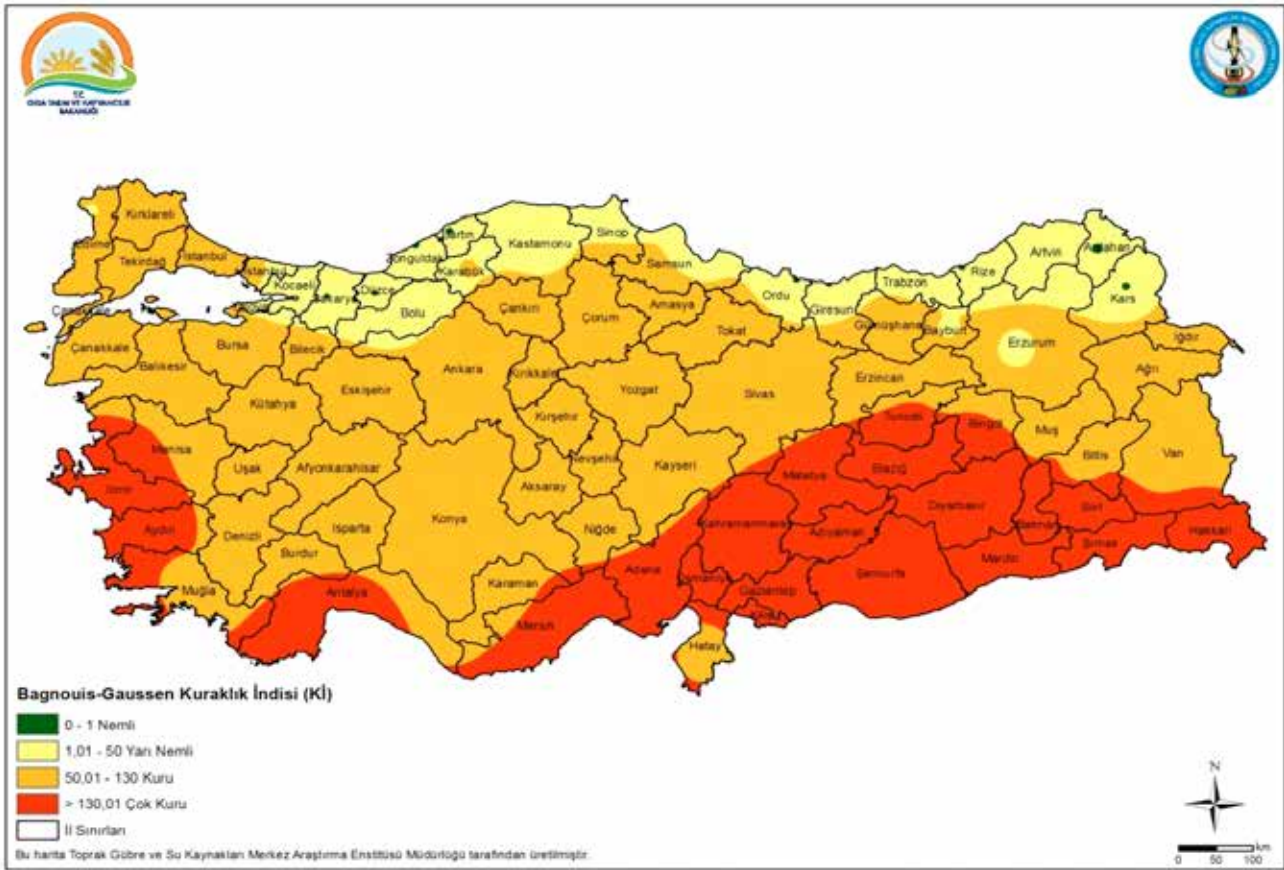 T.C.
GIDA TARIM VE HAYVANCILIK
BAKANLIĞI
Kırklareli
Edirne
Tekirdağ
İstanbul
İstanbul
Kocaeli
Sakarya
Düzce
Bolu
Zonguldak
Bartın
Karabük
Kastamonu
Sinop
Samsun
Ordu
Giresun
Trabzon
Rize
Artvin
Ardahan
Kars
Çanakkale
Çanakkale
Balıkesir
Bursa
Bilecik
Eskişehir
Kütahya
Ankara
Çankırı
Çorum
Amasya
Tokat
Gümüşhane
Bayburt
Erzurum
Iğdır
Ağrı
Kırıkkale
Yozgat
Sivas
Erzincan
Tunceli
Bingöl
Muş
Bitlis
Van
Manisa
Uşak
Afyonkarahisar
Kırşehir
Nevşehir
Kayseri
Malatya
Elazığ
İzmir
Aydın
Denizli
Isparta
Burdur
Konya
Aksaray
Niğde
Kahramanmaraş
Adıyaman
Diyarbakır
Batman
Siirt
Şırnak
Hakkari
Muğla
Antalya
Karaman
Mersin
Adana
Osmaniye
Gaziantep
Kilis
Şanlıurfa
Mardin
Hatay
Bagnouis-Gaussen Kuraklık İndisi (Kİ)
0 - 1 Nemli
1,01 - 50 Yarı Nemli
50,01 - 130 Kuru
> 130,01 Çok Kuru
İl Sınırları
Bu harita Toprak Gübre ve Su Kaynakları Merkez Araştırma Enstitüsü Müdürlüğü tarafından üretilmiştir.
N
km
0 50 100